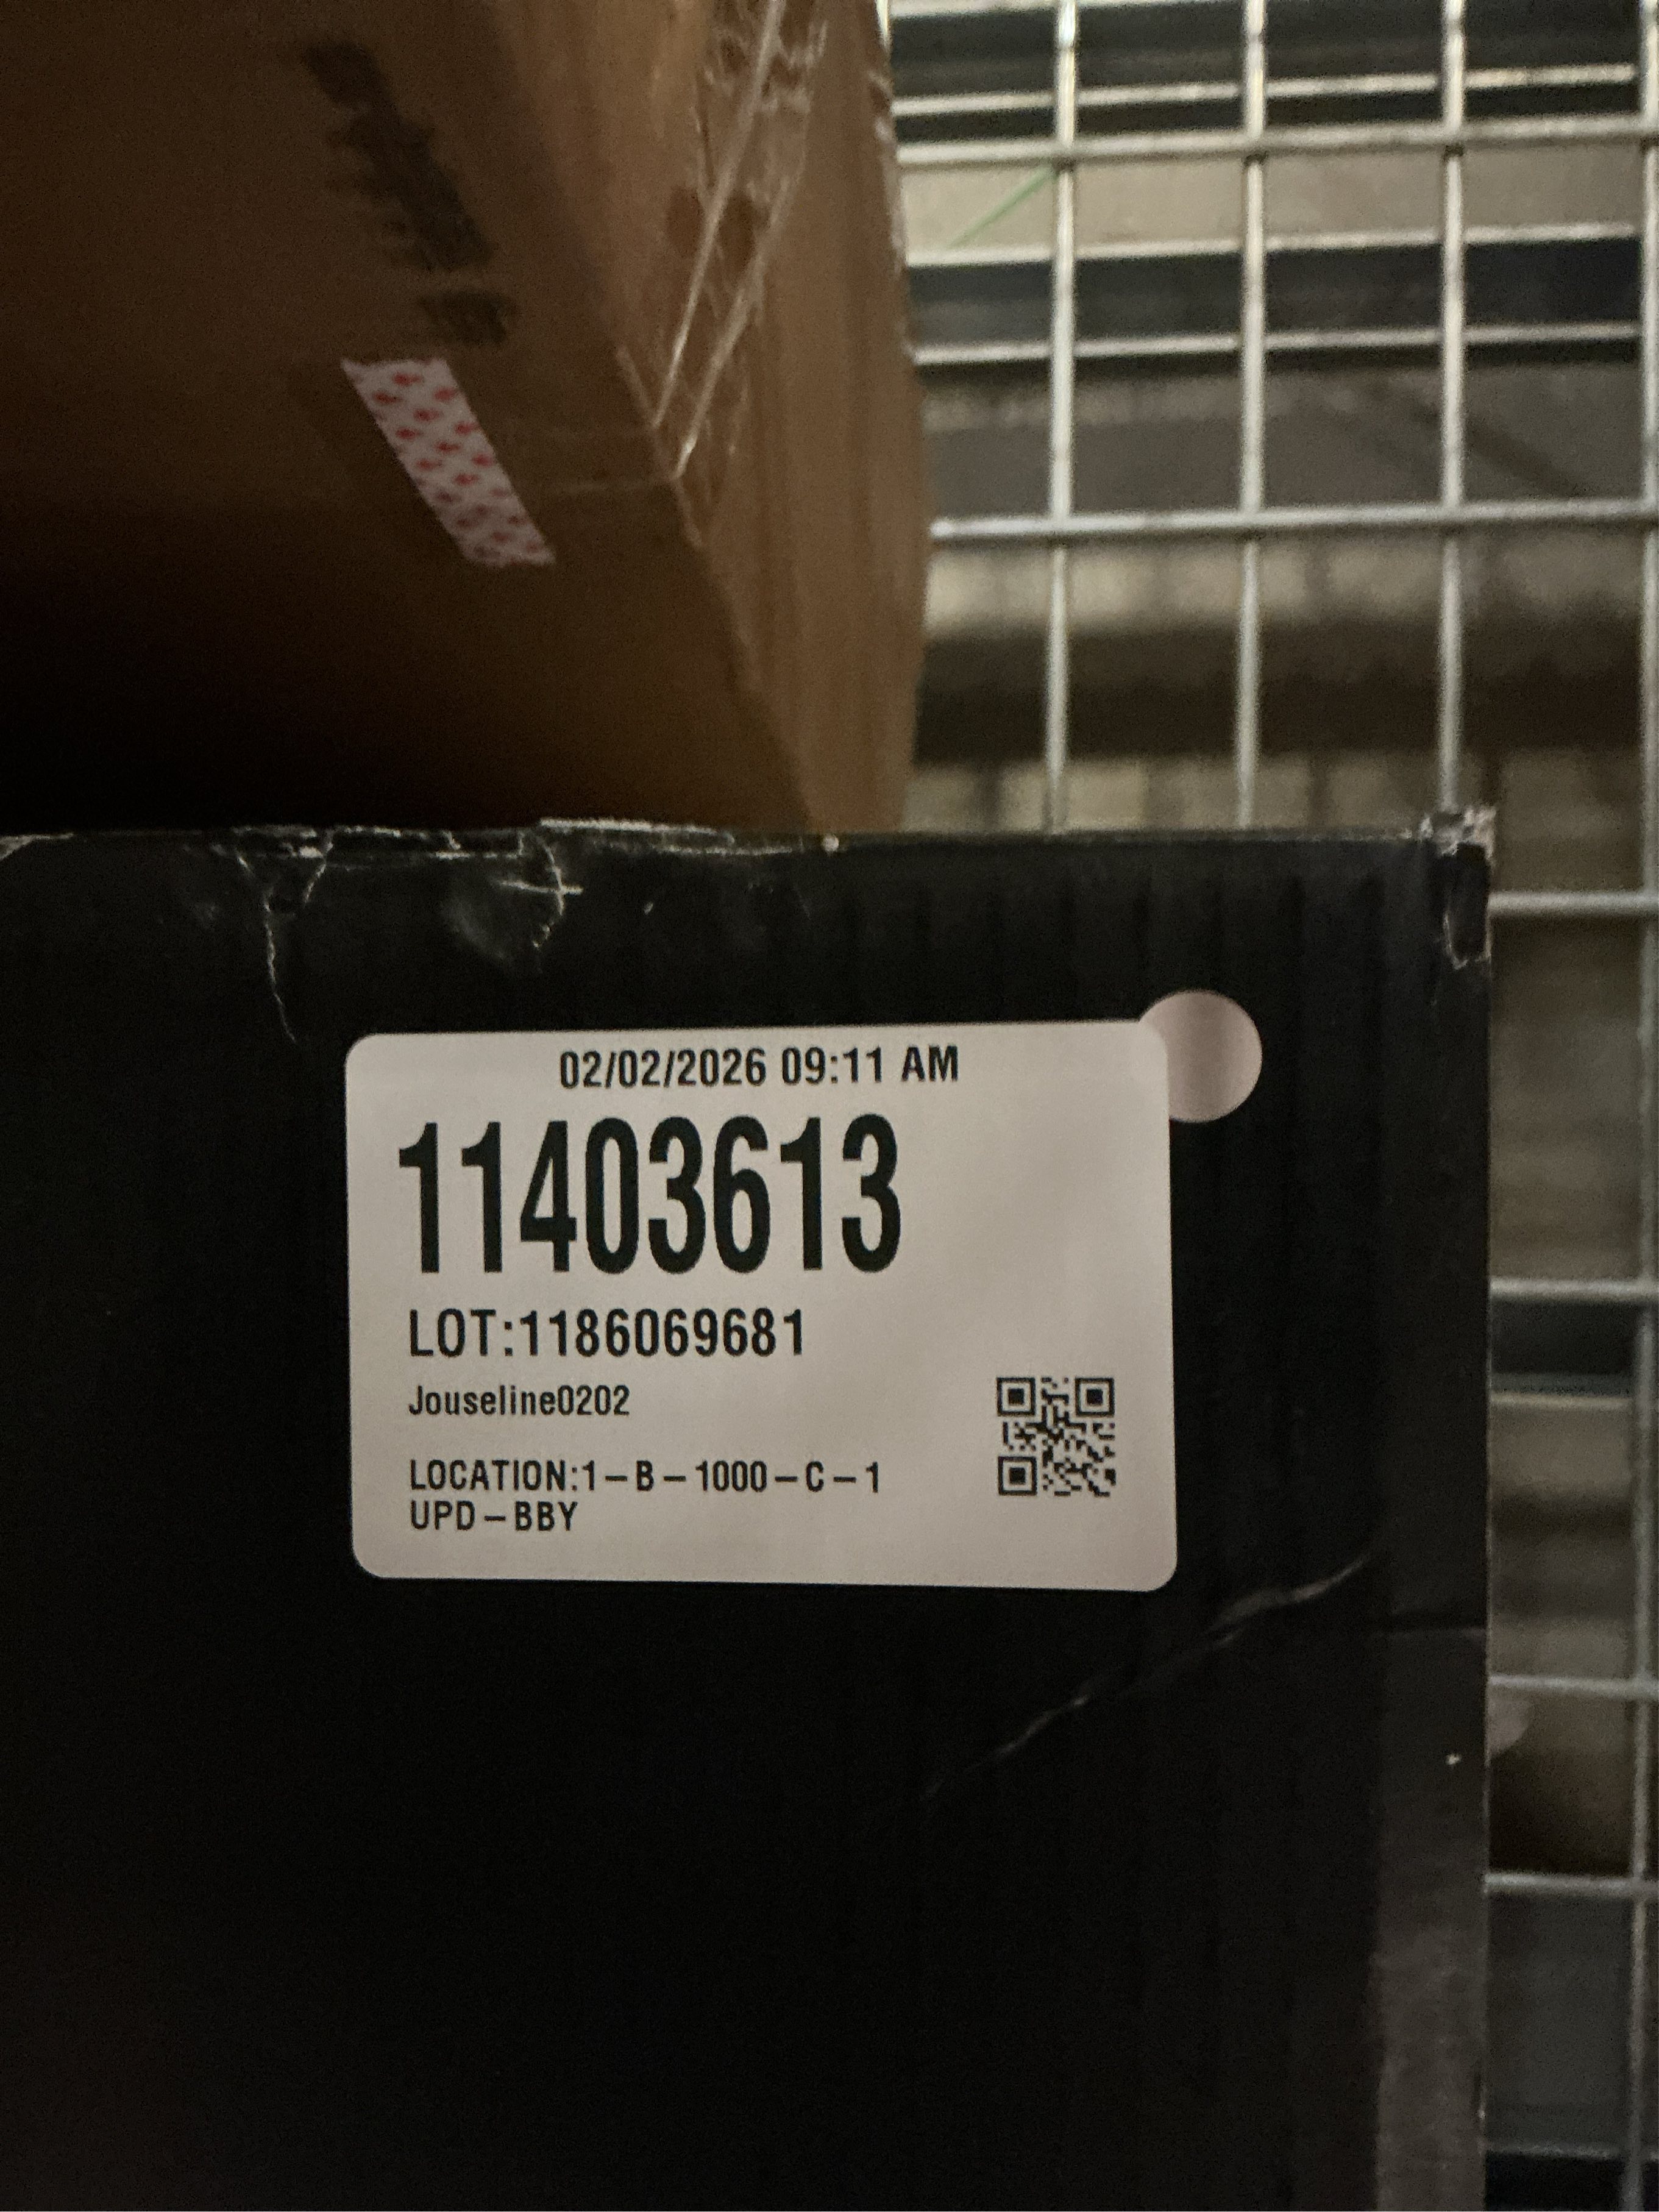 02/02/2026 09:11 AM
11403613
LOT:1186069681
Jouseline0202
LOCATION:1-B-1000-C-1
UPD-BBY